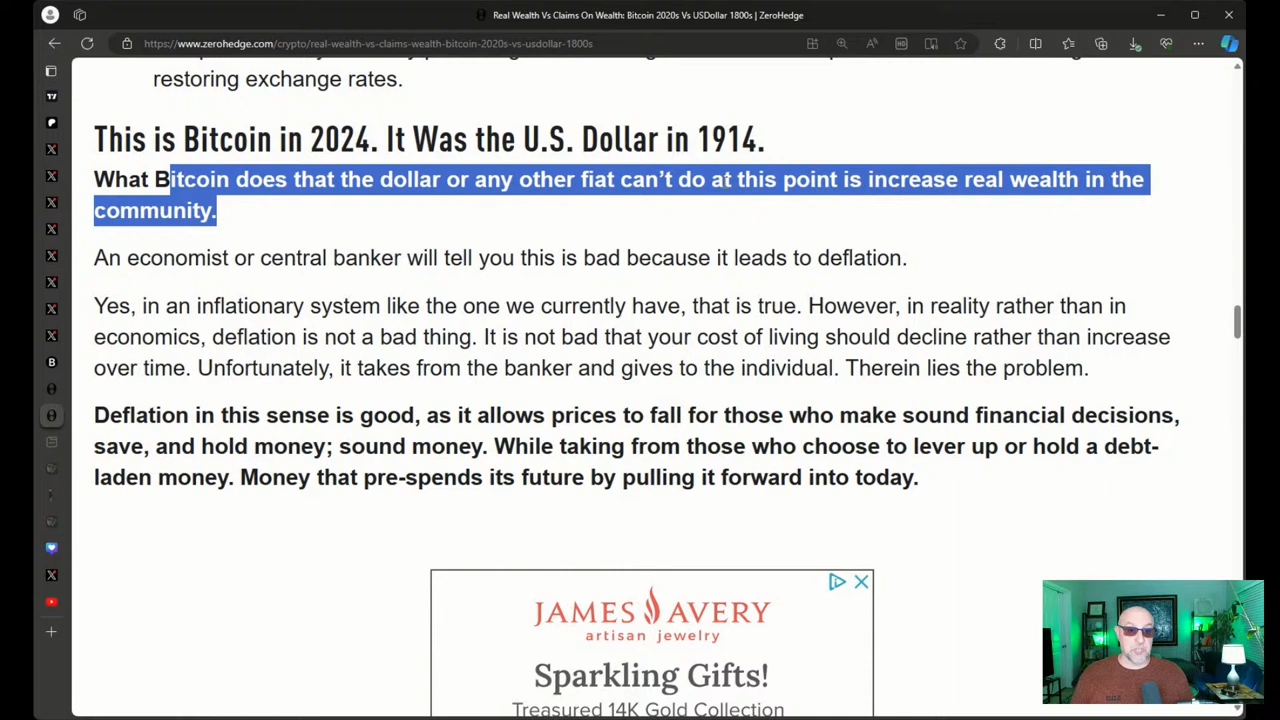 Real Wealth Vs Claims On Wealth: Bitcoin 2020s Vs USDollar 1800s | ZeroHedge
https://www.zerohedge.com/crypto/real-wealth-vs-claims-wealth-bitcoin-2020s-vs-usdollar-1800s
restoring exchange rates.
This is Bitcoin in 2024. It Was the U.S. Dollar in 1914.
What Bitcoin does that the dollar or any other fiat can’t do at this point is increase real wealth in the
community.
An economist or central banker will tell you this is bad because it leads to deflation.
Yes, in an inflationary system like the one we currently have, that is true. However, in reality rather than in
economics, deflation is not a bad thing. It is not bad that your cost of living should decline rather than increase
over time. Unfortunately, it takes from the banker and gives to the individual. Therein lies the problem.
Deflation in this sense is good, as it allows prices to fall for those who make sound financial decisions,
save, and hold money; sound money. While taking from those who choose to lever up or hold a debt-
laden money. Money that pre-spends its future by pulling it forward into today.
JAMES AVERY
artisan jewelry
Sparkling Gifts!
Treasured 14K Gold Collection